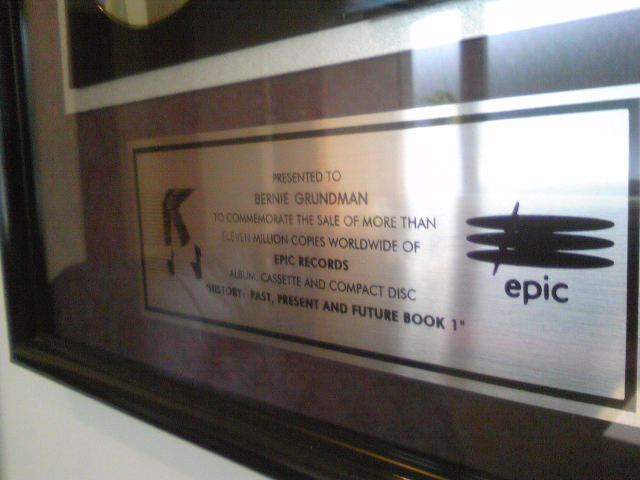 PRESENTED TO
BERNIE GRUNDMAN
TO COMMEMORATE THE SALE OF MORE THAN
ELEVEN MILLION COPIES WORLDWIDE OF
EPIC RECORDS
ALBUM, CASSETTE AND COMPACT DISC
"HISTORY: PAST, PRESENT AND FUTURE BOOK 1"
epic